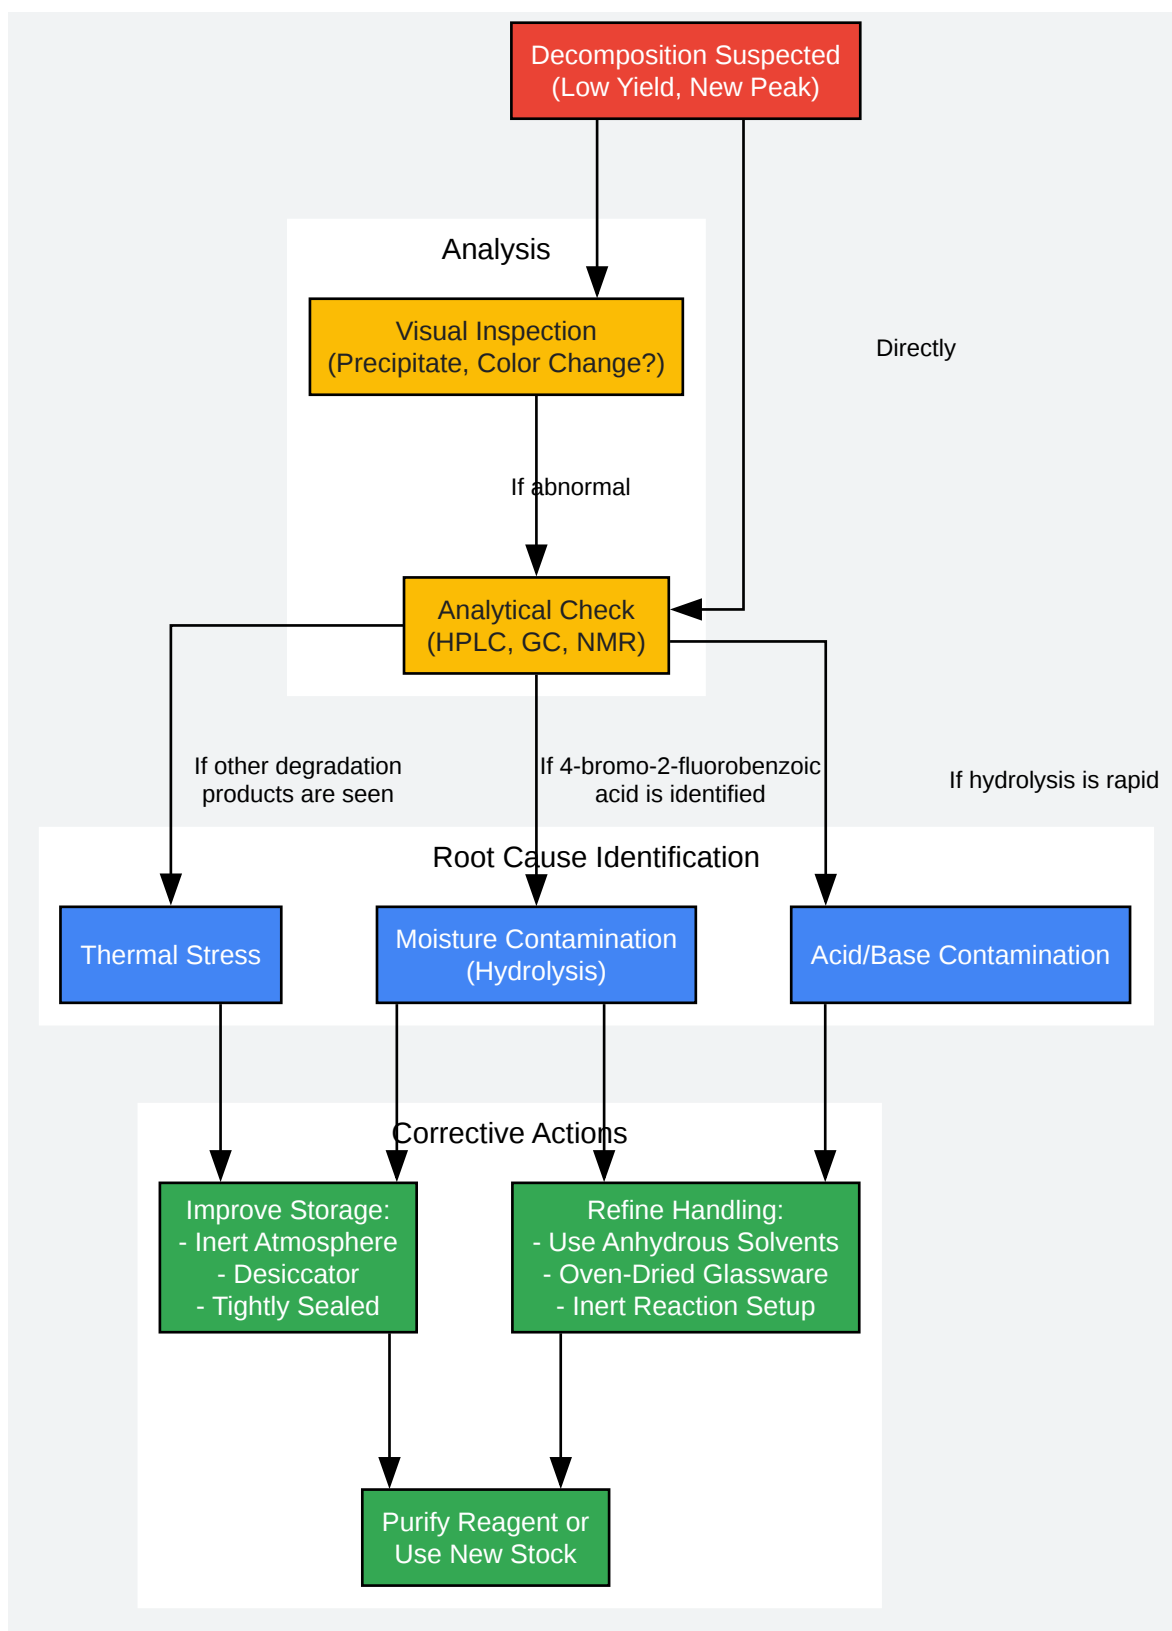 Decomposition Suspected
(Low Yield, New Peak)
Analysis
Visual Inspection
(Precipitate, Color Change?)
Directly
If abnormal
Analytical Check
(HPLC, GC, NMR)
If other degradation
products are seen
If 4-bromo-2-fluorobenzoic
acid is identified
If hydrolysis is rapid
Root Cause Identification
Thermal Stress
Moisture Contamination
(Hydrolysis)
Acid/Base Contamination
Corrective Actions
Improve Storage:
- Inert Atmosphere
- Desiccator
- Tightly Sealed
Refine Handling:
- Use Anhydrous Solvents
- Oven-Dried Glassware
- Inert Reaction Setup
Purify Reagent or
Use New Stock